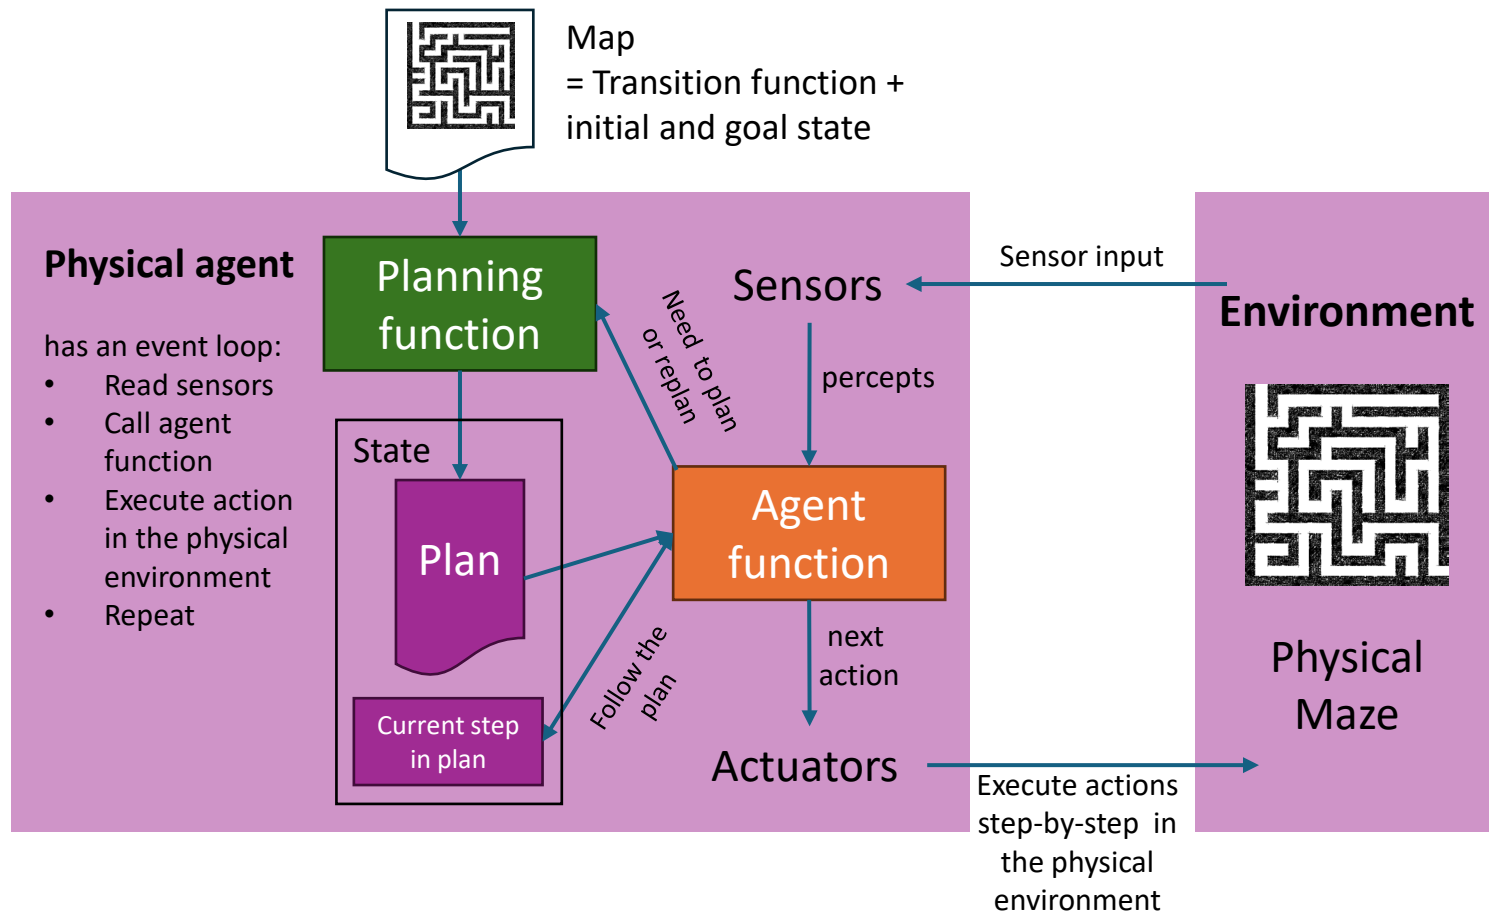 Map
= Transition function +
initial and goal state
Physical agent
has an event loop:
• Read sensors
• Call agent
function
• Execute action
in the physical
environment
• Repeat
Planning
function
Need to plan
or replan
Sensors
percepts
State
Plan
Current step
in plan
Follow the
plan
Agent
function
next
action
Actuators
Sensor input
Execute actions
step-by-step in
the physical
environment
Environment
Physical
Maze